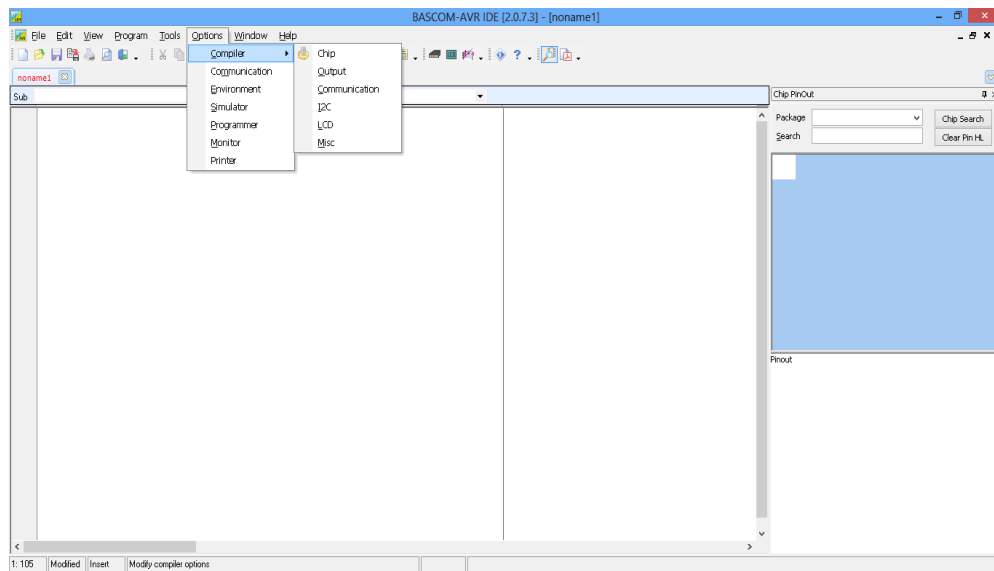 BASCOM-AVR IDE [2.0.7.3] - [noname1]
File Edit View Program Tools Options Window Help
noname1
Sub
Compiler
Communication
Environment
Simulator
Programmer
Monitor
Printer
Chip
Output
Communication
I2C
LCD
Misc
Chip PinOut
Package
Chip Search
Search
Clear Pin HL
Pinout
1: 105 Modified Insert Modify compiler options